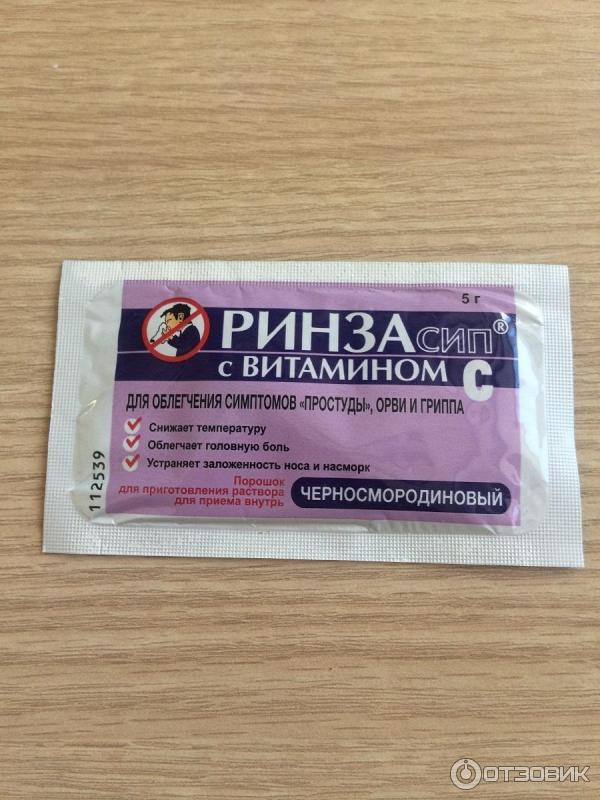 5 г
РИНЗАсип®
с ВИТАМИНОМ С
ДЛЯ ОБЛЕГЧЕНИЯ СИМПТОМОВ «ПРОСТУДЫ», ОРВИ И ГРИППА
Снижает температуру
Облегчает головную боль
Устраняет заложенность носа и насморк
Порошок
для приготовления раствора
для приема внутрь
ЧЕРНОСМОРОДИНОВЫЙ
112539
ОТЗОВИК